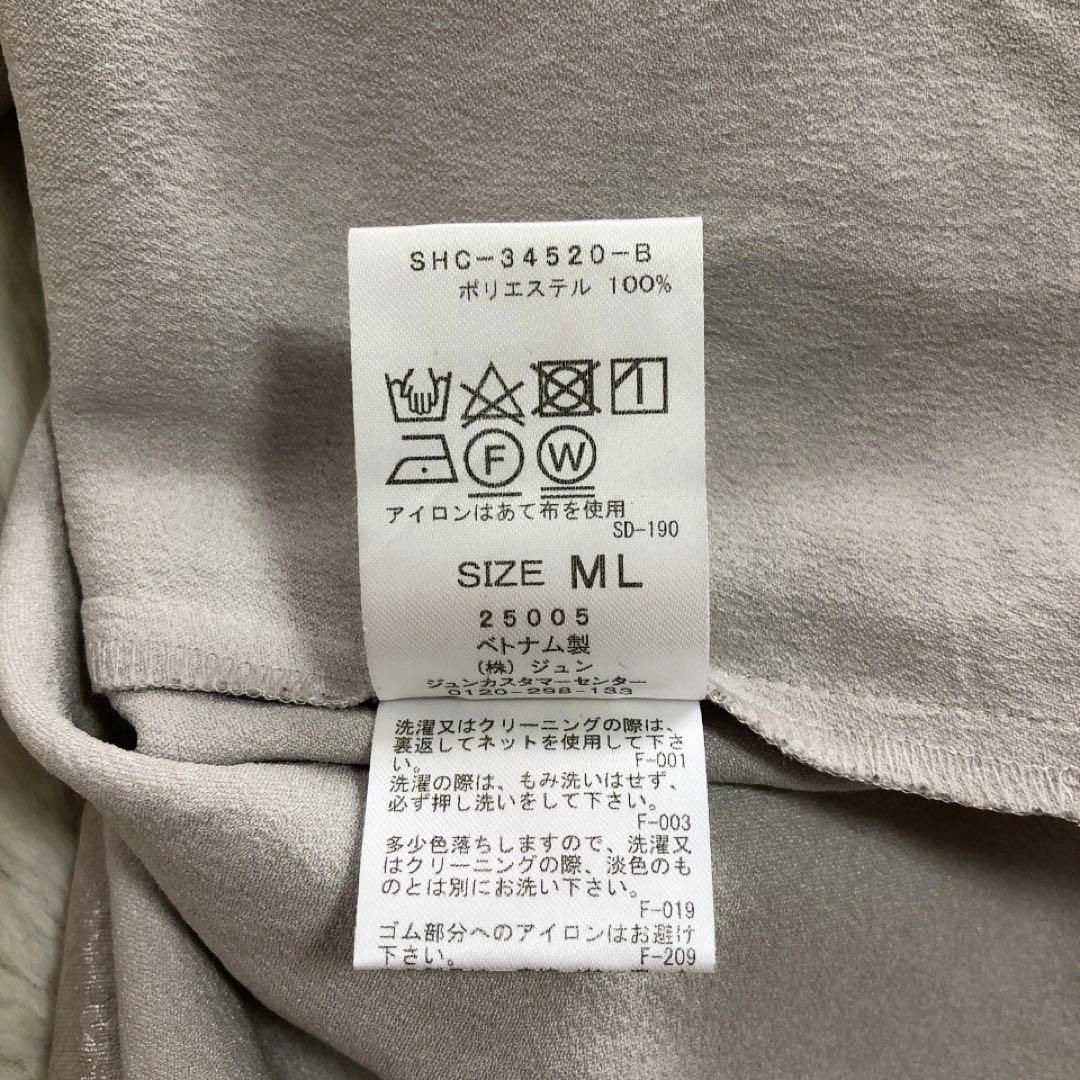 SHC-34520-B
ポリエステル 100%
F W
アイロンはあて布を使用
SD-190
SIZE ML
25005
ベトナム製
(株) ジュン
ジュンカスタマーセンター
0120-298-133
洗濯又はクリーニングの際は、
裏返してネットを使用して下さ
い。 F-001
洗濯の際は、もみ洗いはせず、
必ず押し洗いをして下さい。
F-003
多少色落ちしますので、洗濯又
はクリーニングの際、淡色のも
のとは別にお洗い下さい。
F-019
ゴム部分へのアイロンはお避け
下さい。 F-209